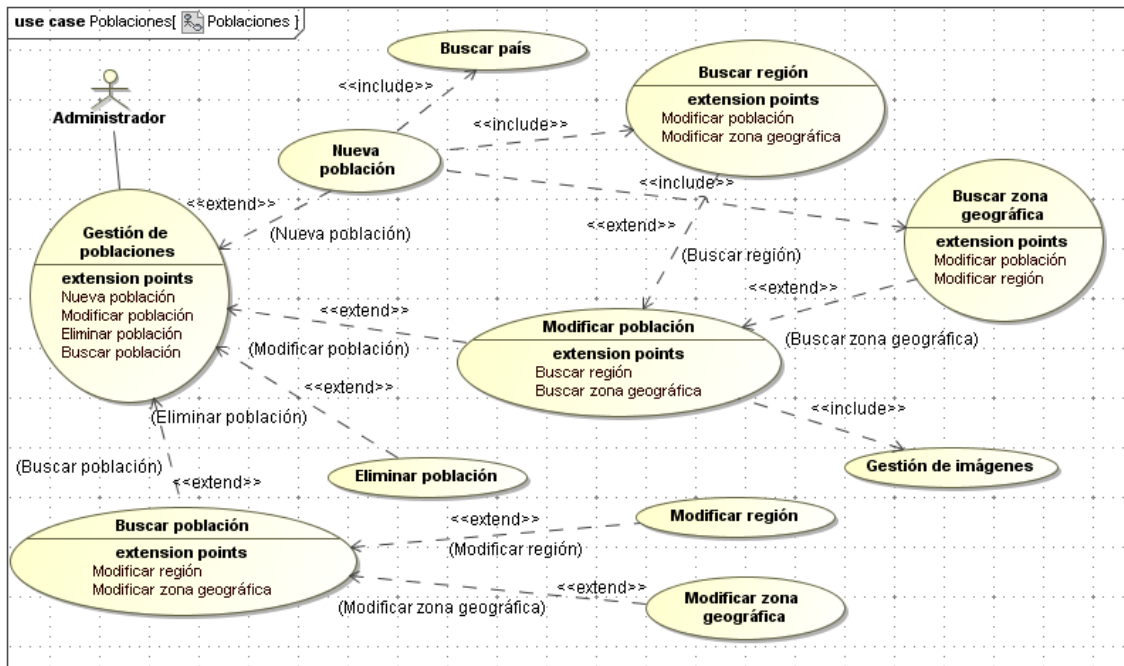 use case Poblaciones[ Poblaciones ]
Buscar país
Buscar región
extension points
Modificar población
Modificar zona geográfica
<<include>>
<<include>>
Administrador
Nueva
población
<<include>>
Buscar zona
geográfica
extension points
Modificar población
Modificar región
<<extend>>
(Nueva población)
<<extend>>
(Buscar región)
Gestión de
poblaciones
extension points
Nueva población
Modificar población
Eliminar población
Buscar población
<<extend>>
(Buscar zona geográfica)
<<extend>>
(Modificar población)
Modificar población
extension points
Buscar región
Buscar zona geográfica
<<extend>>
(Eliminar población)
<<include>>
Gestión de imágenes
Eliminar población
(Buscar población)
<<extend>>
Buscar población
extension points
Modificar región
Modificar zona geográfica
<<extend>>
(Modificar región)
Modificar región
<<extend>>
(Modificar zona geográfica)
Modificar zona
geográfica